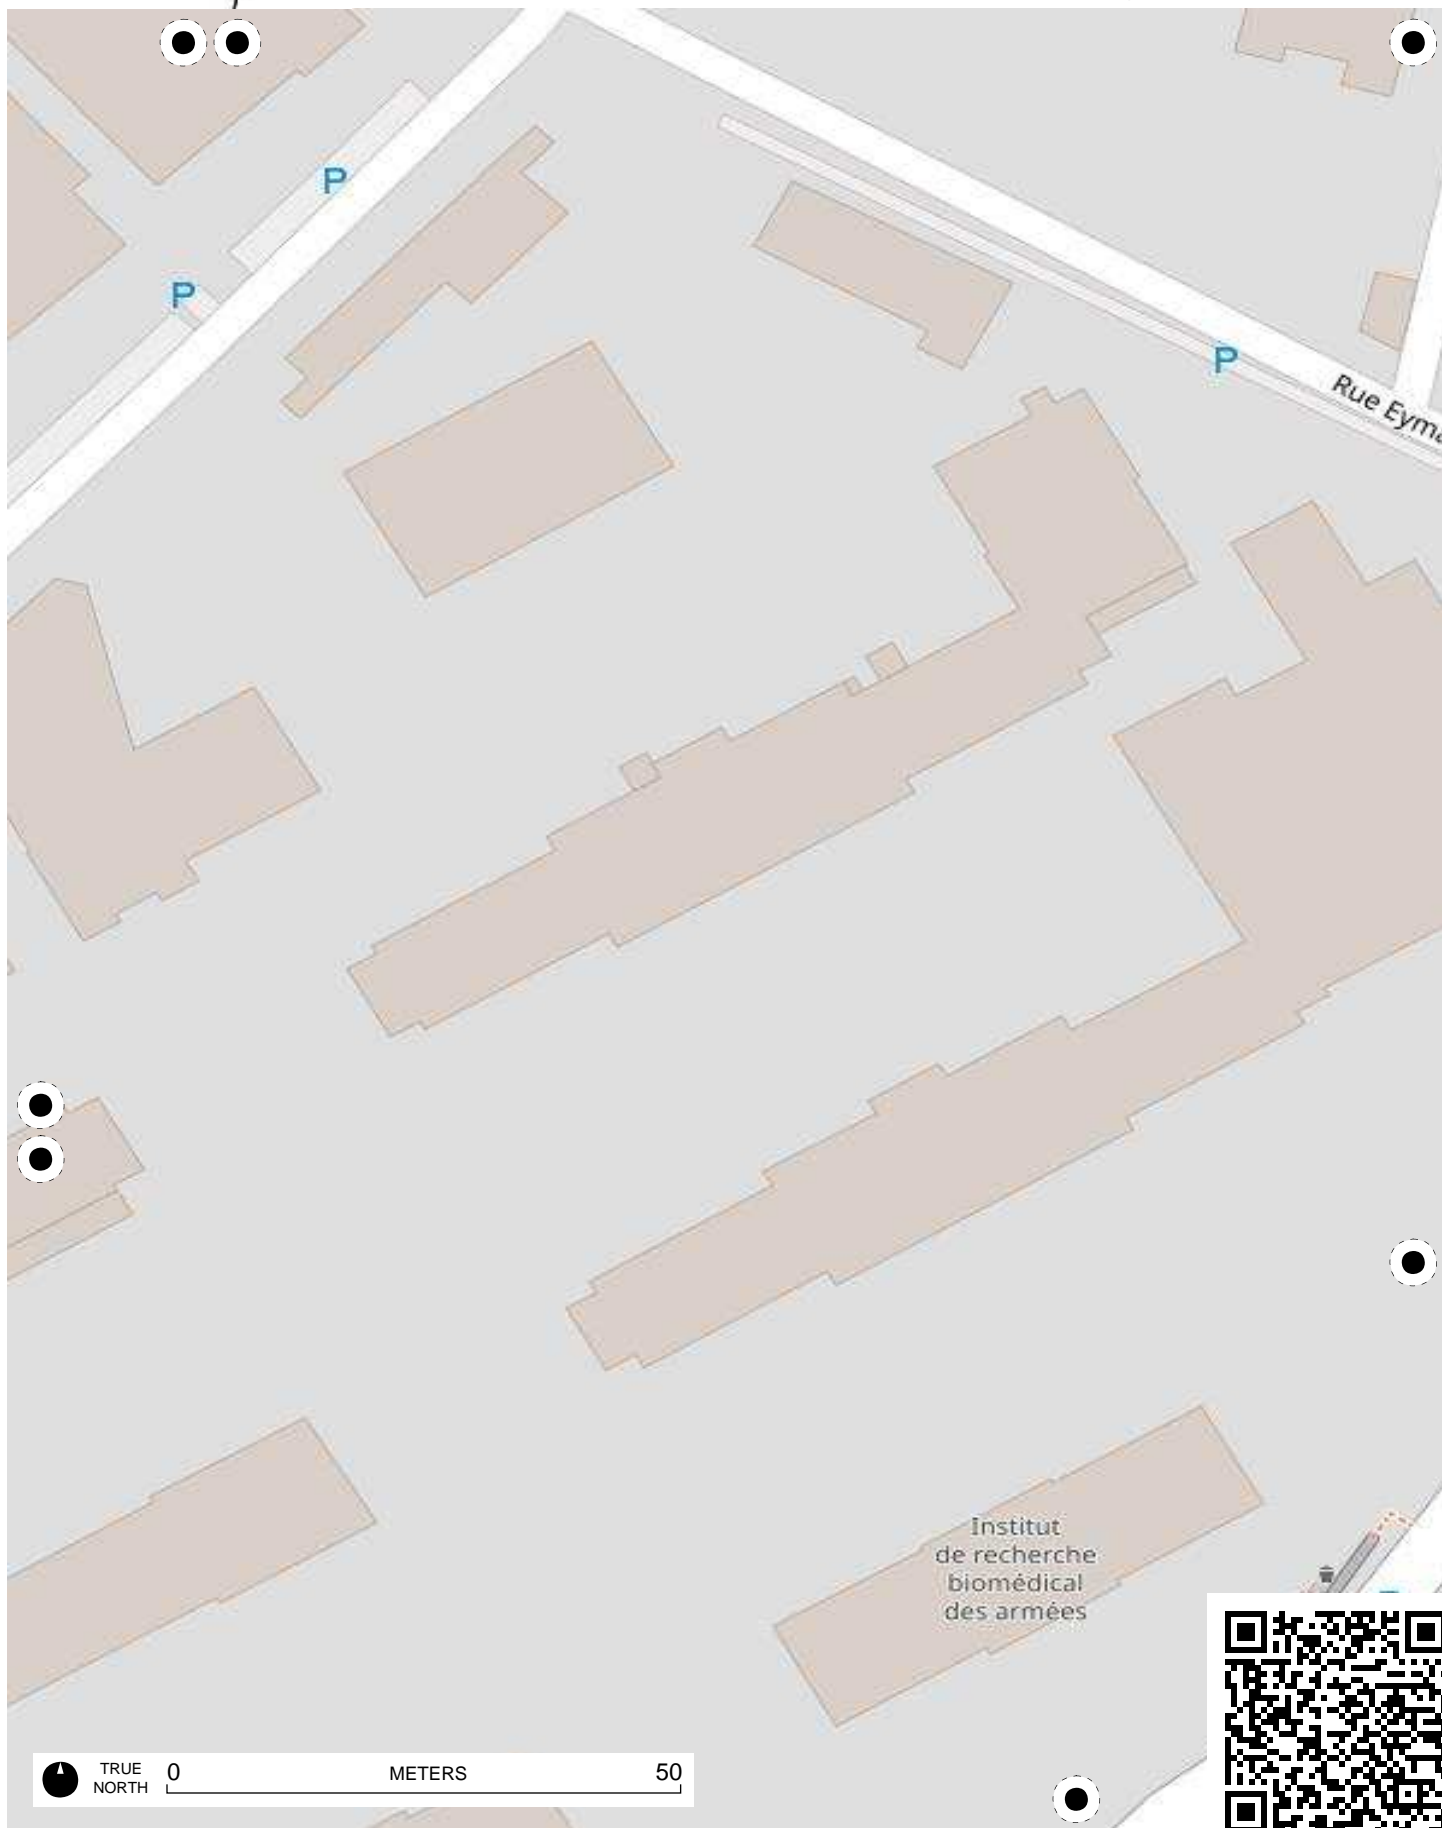 P
P
P
Rue Eyma
Institut
de recherche
biomédical
des armées
TRUE
NORTH
0 METERS 50